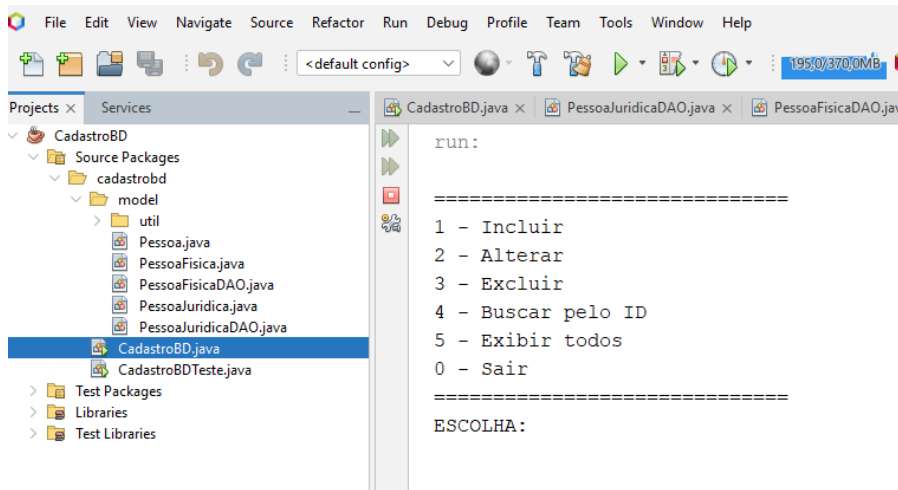 File Edit View Navigate Source Refactor Run Debug Profile Team Tools Window Help
<default config>
195,0/370,0MB
Projects Services
CadastroBD.java PessoaJuridicaDAO.java PessoaFisicaDAO.jav
CadastroBD
Source Packages
cadastrobd
model
util
Pessoa.java
PessoaFisica.java
PessoaFisicaDAO.java
PessoaJuridica.java
PessoaJuridicaDAO.java
CadastroBD.java
CadastroBDTeste.java
Test Packages
Libraries
Test Libraries
run:
==============================
1 - Incluir
2 - Alterar
3 - Excluir
4 - Buscar pelo ID
5 - Exibir todos
0 - Sair
==============================
ESCOLHA: